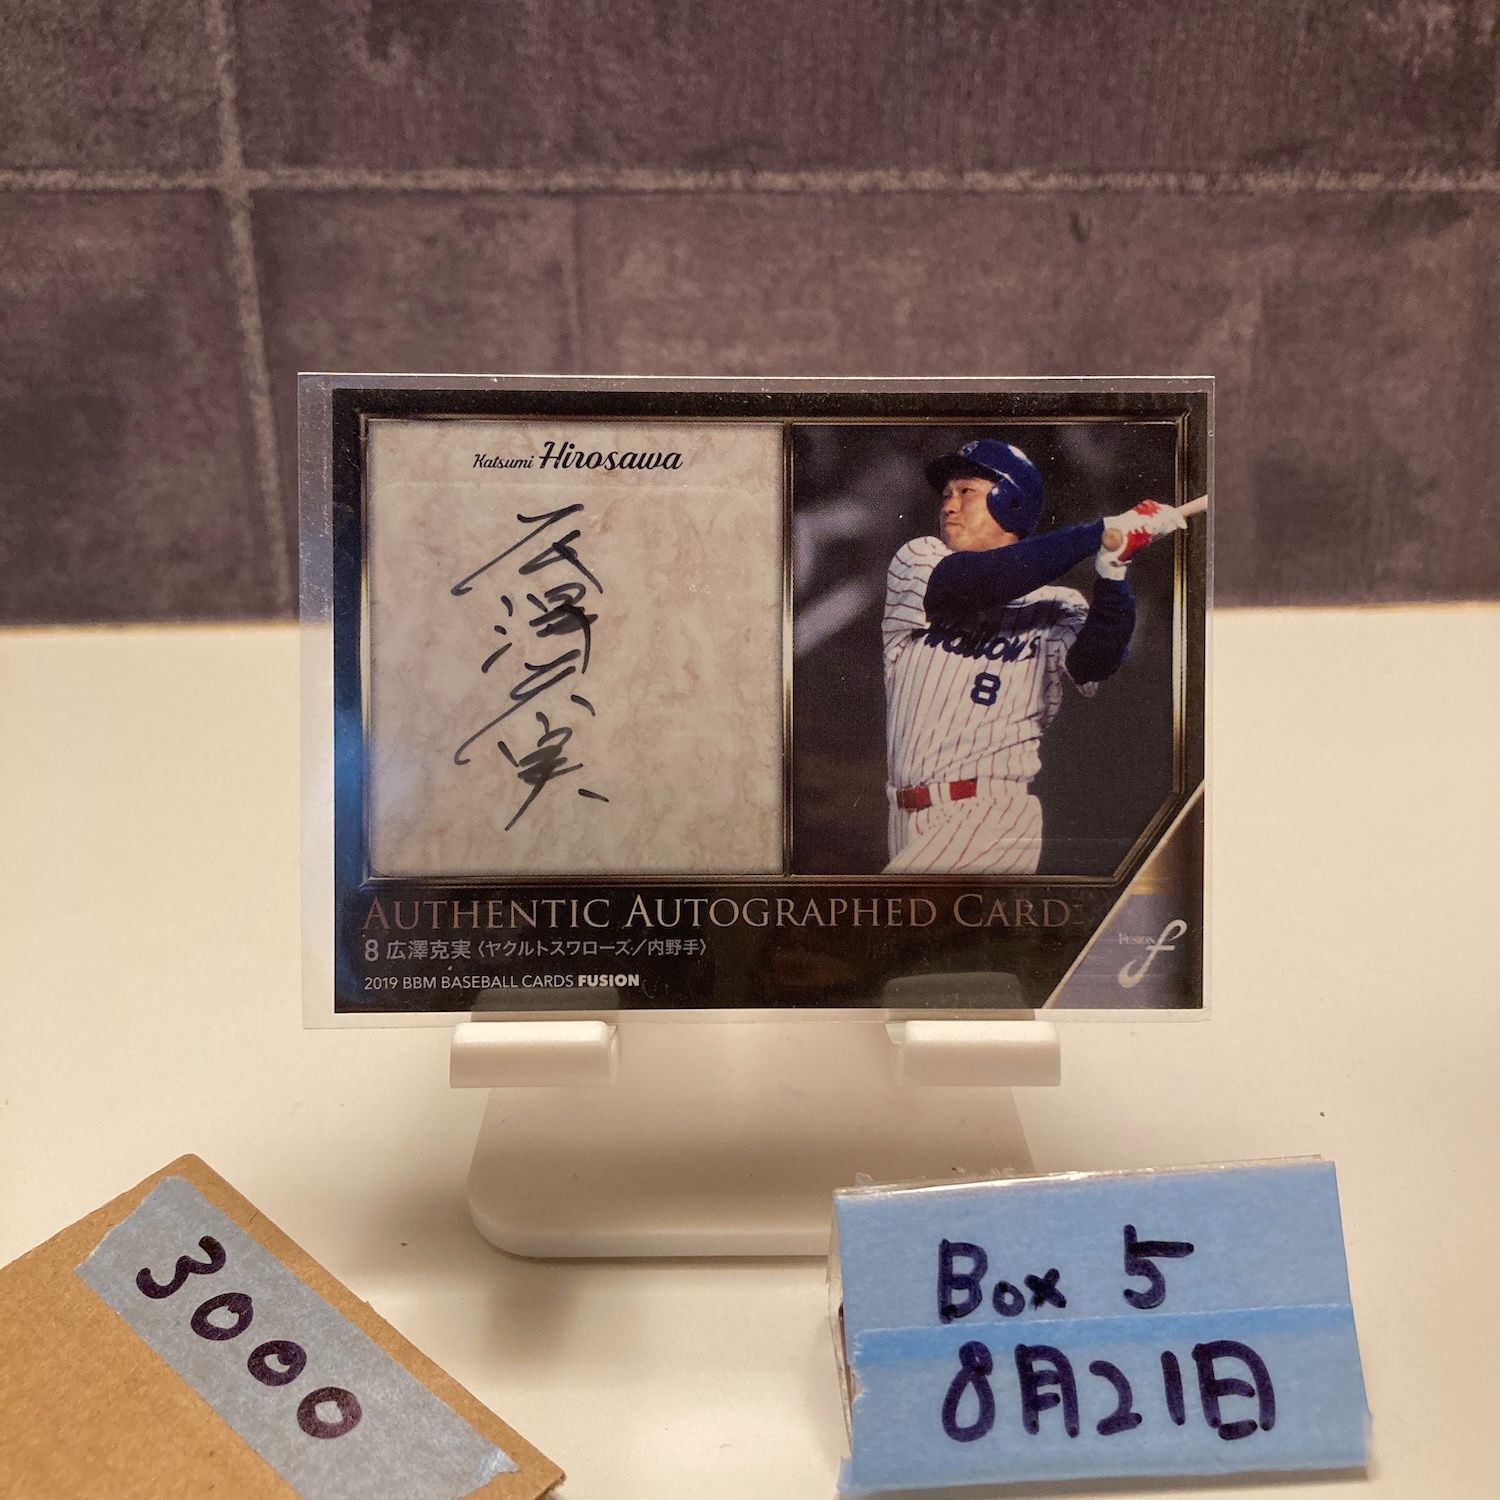 Katsumi Hirosawa
広澤克実
Swallows
8
AUTHENTIC AUTOGRAPHED CARD
8 広澤克実〈ヤクルトスワローズ／内野手〉
2019 BBM BASEBALL CARDS FUSION
FUSION f
3000
Box 5
8月21日